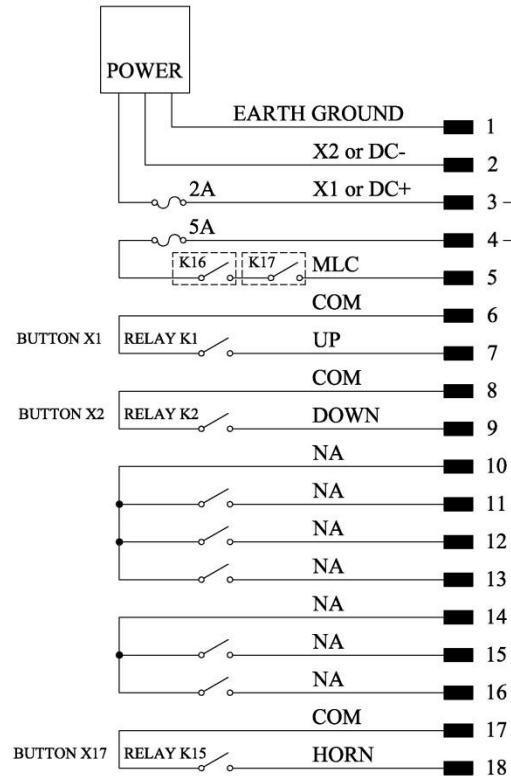 POWER
EARTH GROUND 1
X2 or DC- 2
2A X1 or DC+ 3
5A 4
K16 K17 MLC 5
COM 6
BUTTON X1 RELAY K1 UP 7
COM 8
BUTTON X2 RELAY K2 DOWN 9
NA 10
NA 11
NA 12
NA 13
NA 14
NA 15
NA 16
COM 17
BUTTON X17 RELAY K15 HORN 18